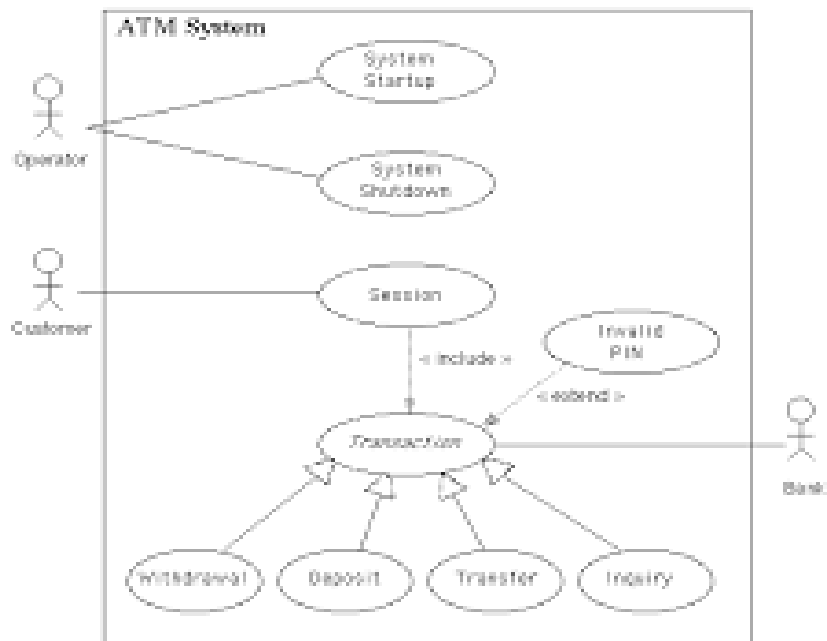 ATM System
System
Startup
Operator
System
Shutdown
Session
Customer
Invalid
PIN
« include »
« extend »
Transaction
Bank
Withdrawal
Deposit
Transfer
Inquiry